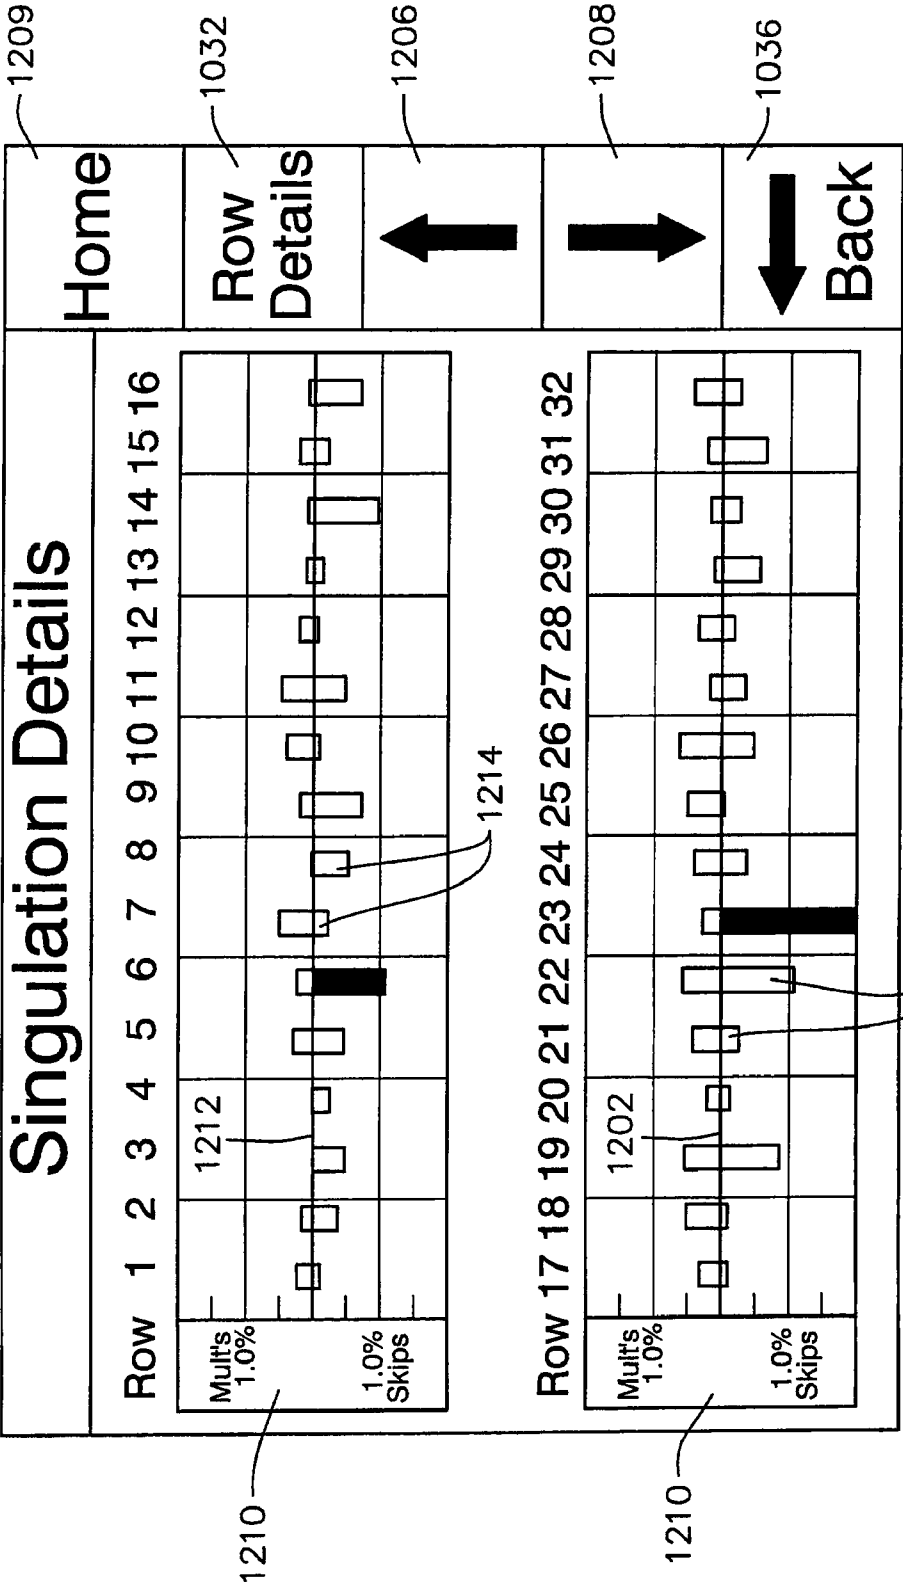 Singulation Details
Home
Row 1 2 3 4 5 6 7 8 9 10 11 12 13 14 15 16
Row Details
Mult's
1.0%
1.0%
Skips
1212
1214
Row 17 18 19 20 21 22 23 24 25 26 27 28 29 30 31 32
Mult's
1.0%
1.0%
Skips
1202
Back
1209
1032
1206
1208
1036
1210
1210